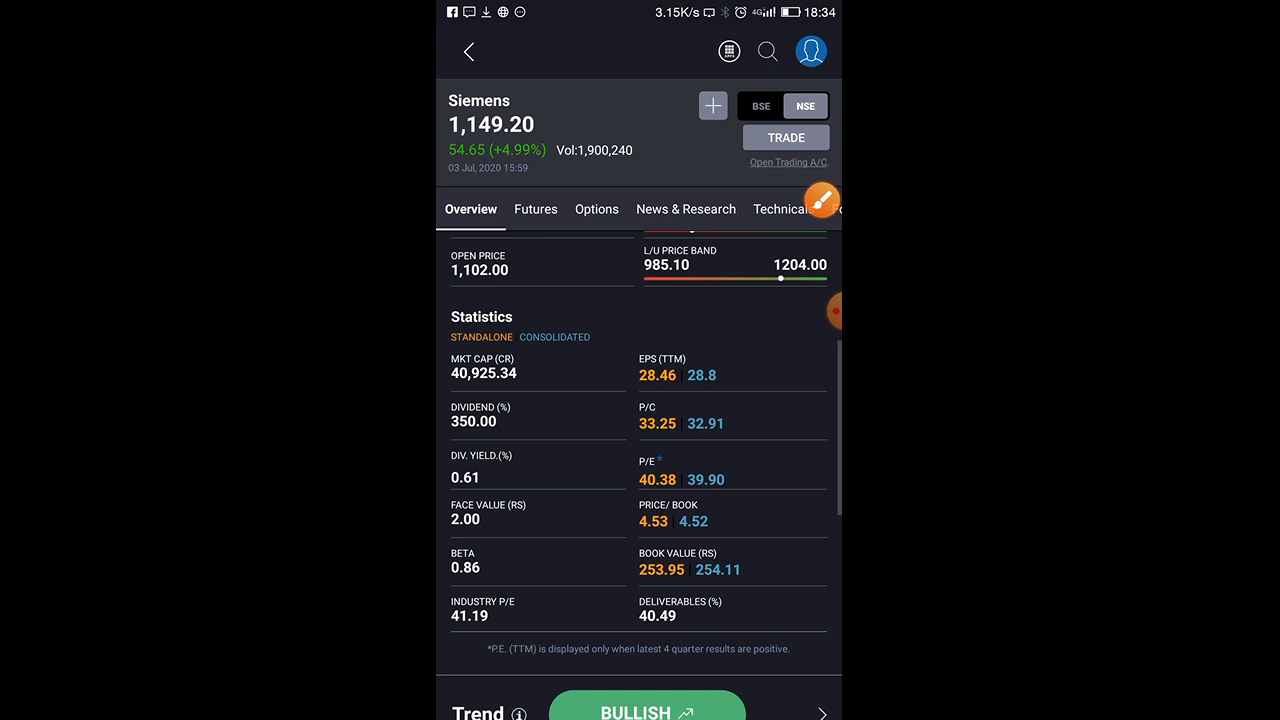 3.15K/s 4G 18:34
APPS
Siemens
1,149.20
54.65 (+4.99%) Vol:1,900,240
03 Jul, 2020 15:59
BSE NSE
TRADE
Open Trading A/C.
Overview Futures Options News & Research Technicals
OPEN PRICE
1,102.00
L/U PRICE BAND
985.10 1204.00
Statistics
STANDALONE CONSOLIDATED
MKT CAP (CR)
40,925.34
EPS (TTM)
28.46 | 28.8
DIVIDEND (%)
350.00
P/C
33.25 | 32.91
DIV. YIELD.(%)
0.61
P/E*
40.38 | 39.90
FACE VALUE (RS)
2.00
PRICE/ BOOK
4.53 | 4.52
BETA
0.86
BOOK VALUE (RS)
253.95 | 254.11
INDUSTRY P/E
41.19
DELIVERABLES (%)
40.49
*P.E. (TTM) is displayed only when latest 4 quarter results are positive.
Trend BULLISH